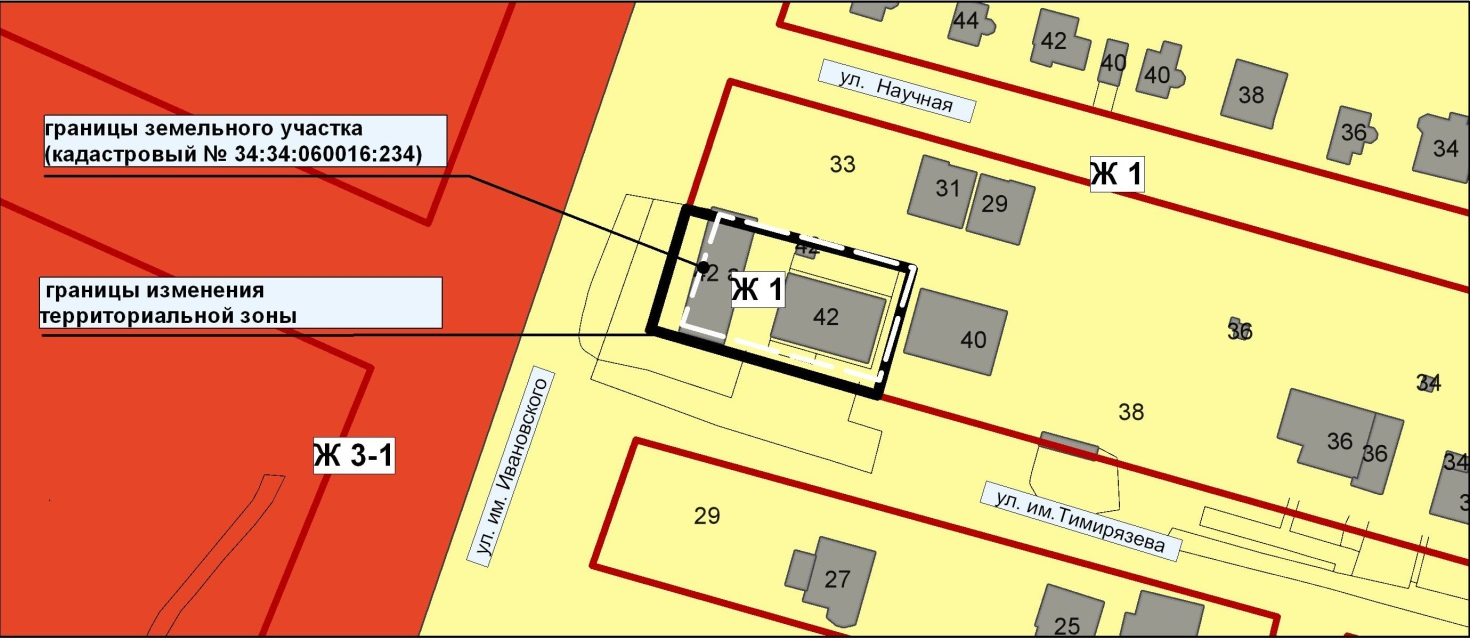 44
42
40
40
38
36
34
ул. Научная
границы земельного участка
(кадастровый № 34:34:060016:234)
33
31
29
Ж 1
42
Ж 1
42
40
36
34
границы изменения
территориальной зоны
38
36
36
34
Ж 3-1
ул. им. Ивановского
29
ул. им.Тимирязева
27
25